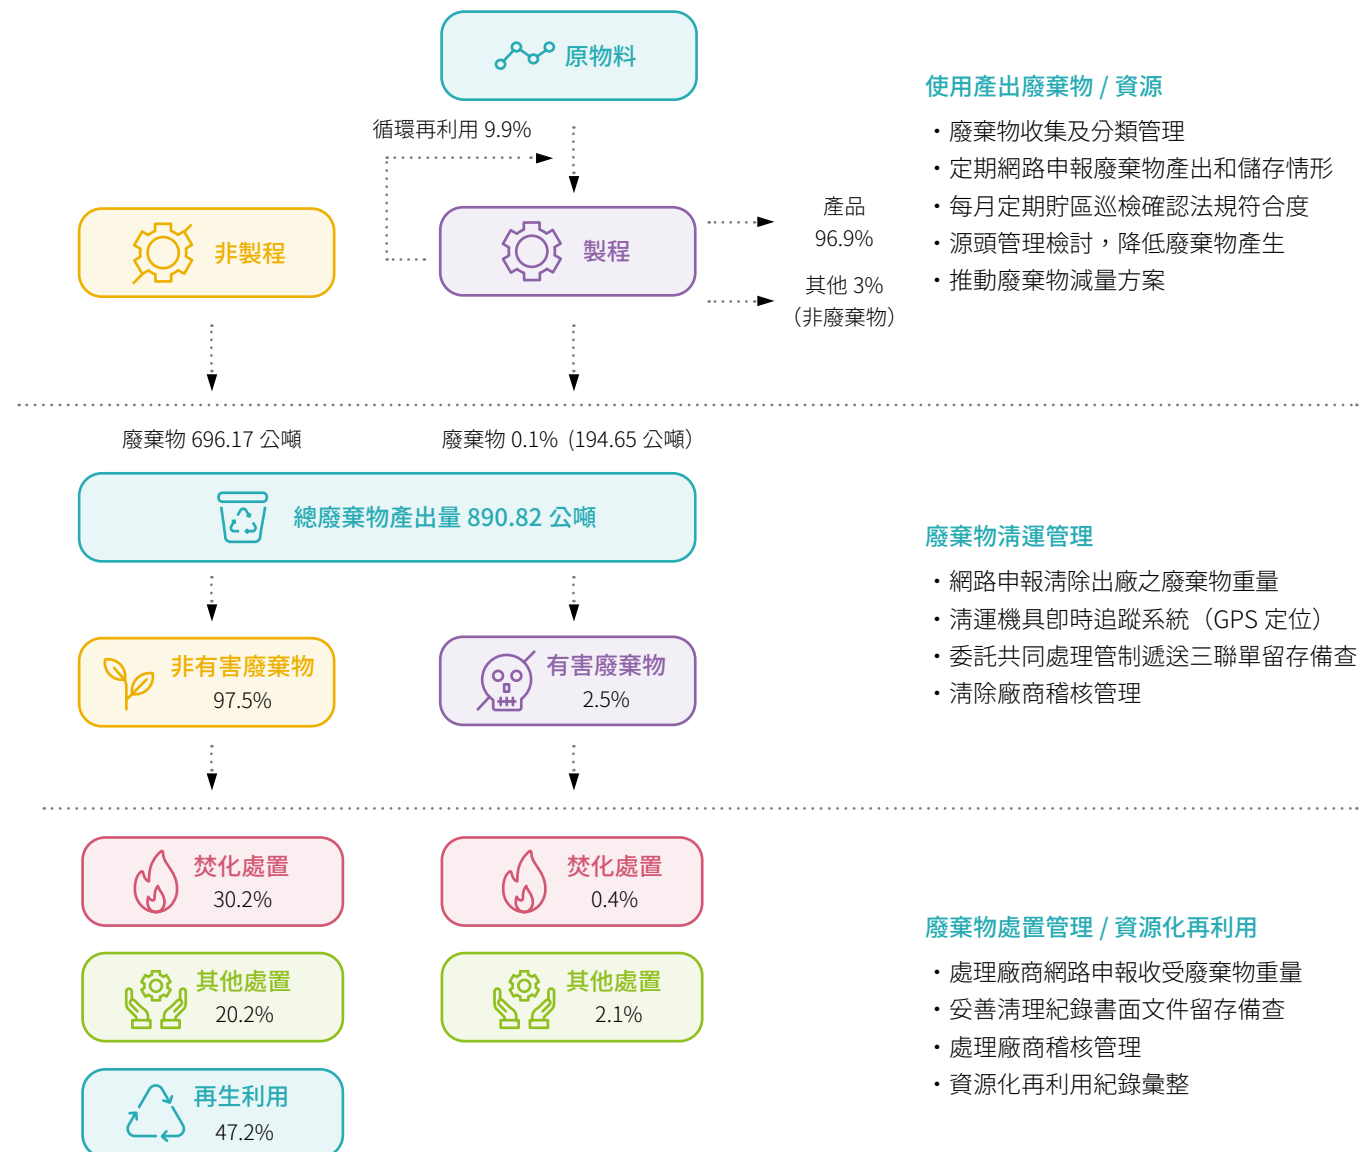 原物料
循環再利用 9.9%
非製程
製程
產品
96.9%
其他 3%
（非廢棄物）
使用產出廢棄物 / 資源
・廢棄物收集及分類管理
・定期網路申報廢棄物產出和儲存情形
・每月定期貯區巡檢確認法規符合度
・源頭管理檢討，降低廢棄物產生
・推動廢棄物減量方案
廢棄物 696.17 公噸
廢棄物 0.1% (194.65 公噸)
總廢棄物產出量 890.82 公噸
非有害廢棄物
97.5%
有害廢棄物
2.5%
廢棄物清運管理
・網路申報清除出廠之廢棄物重量
・清運機具即時追蹤系統（GPS 定位）
・委託共同處理管制遞送三聯單留存備查
・清除廠商稽核管理
焚化處置
30.2%
焚化處置
0.4%
其他處置
20.2%
其他處置
2.1%
再生利用
47.2%
廢棄物處置管理 / 資源化再利用
・處理廠商網路申報收受廢棄物重量
・妥善清理紀錄書面文件留存備查
・處理廠商稽核管理
・資源化再利用紀錄彙整